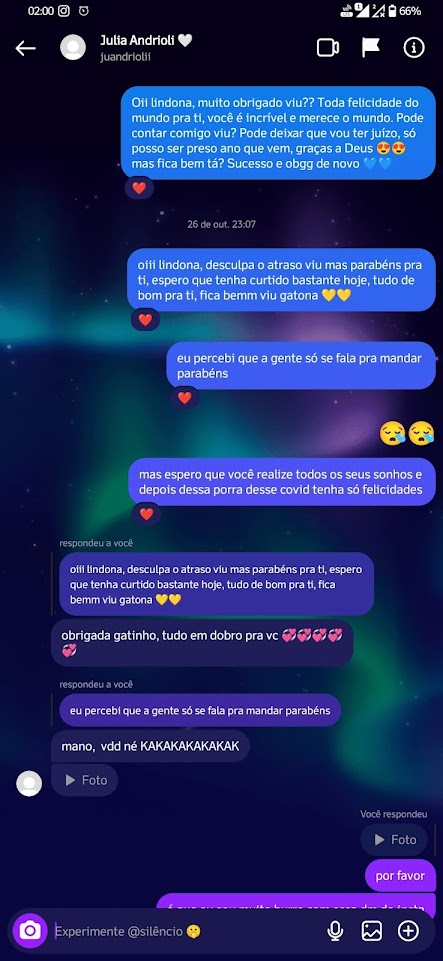 02:00
66%
Julia Andrioli 🤍
juandriolii
Oii lindona, muito obrigado viu?? Toda felicidade do
mundo pra ti, você é incrível e merece o mundo. Pode
contar comigo viu? Pode deixar que vou ter juízo, só
posso ser preso ano que vem, graças a Deus 😍😍
mas fica bem tá? Sucesso e obgg de novo 💙💙
26 de out. 23:07
oiii lindona, desculpa o atraso viu mas parabéns pra
ti, espero que tenha curtido bastante hoje, tudo de
bom pra ti, fica bemm viu gatona 💛💛
eu percebi que a gente só se fala pra mandar
parabéns
😪😪
mas espero que você realize todos os seus sonhos e
depois dessa porra desse covid tenha só felicidades
respondeu a você
oiii lindona, desculpa o atraso viu mas parabéns pra ti, espero
que tenha curtido bastante hoje, tudo de bom pra ti, fica
bemm viu gatona 💛💛
obrigada gatinho, tudo em dobro pra vc 💞💞💞💞
💞
respondeu a você
eu percebi que a gente só se fala pra mandar parabéns
mano, vdd né KAKAKAKAKAKAK
Foto
Você respondeu
Foto
por favor
Experimente @silêncio 🤫